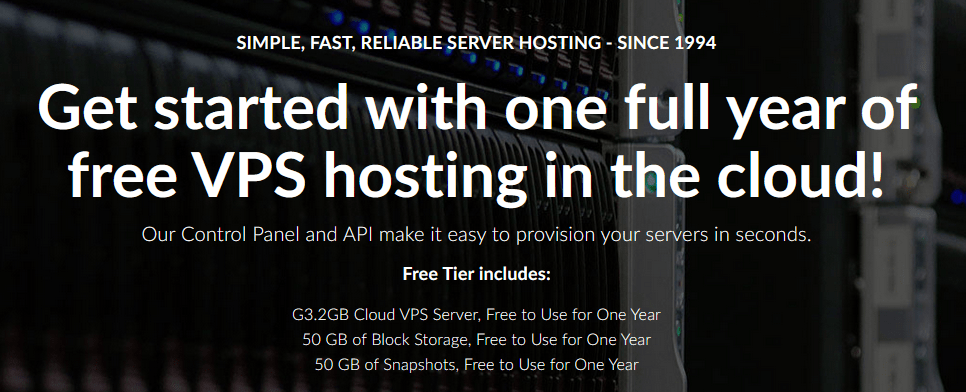 SIMPLE, FAST, RELIABLE SERVER HOSTING - SINCE 1994
Get started with one full year of
free VPS hosting in the cloud!
Our Control Panel and API make it easy to provision your servers in seconds.
Free Tier includes:
G3.2GB Cloud VPS Server, Free to Use for One Year
50 GB of Block Storage, Free to Use for One Year
50 GB of Snapshots, Free to Use for One Year